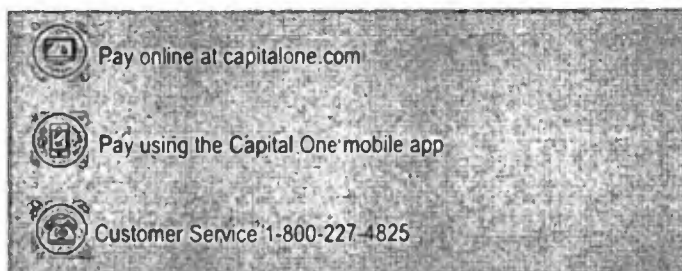 Pay online at capitalone.com
Pay using the Capital One mobile app
Customer Service 1-800-227-4825